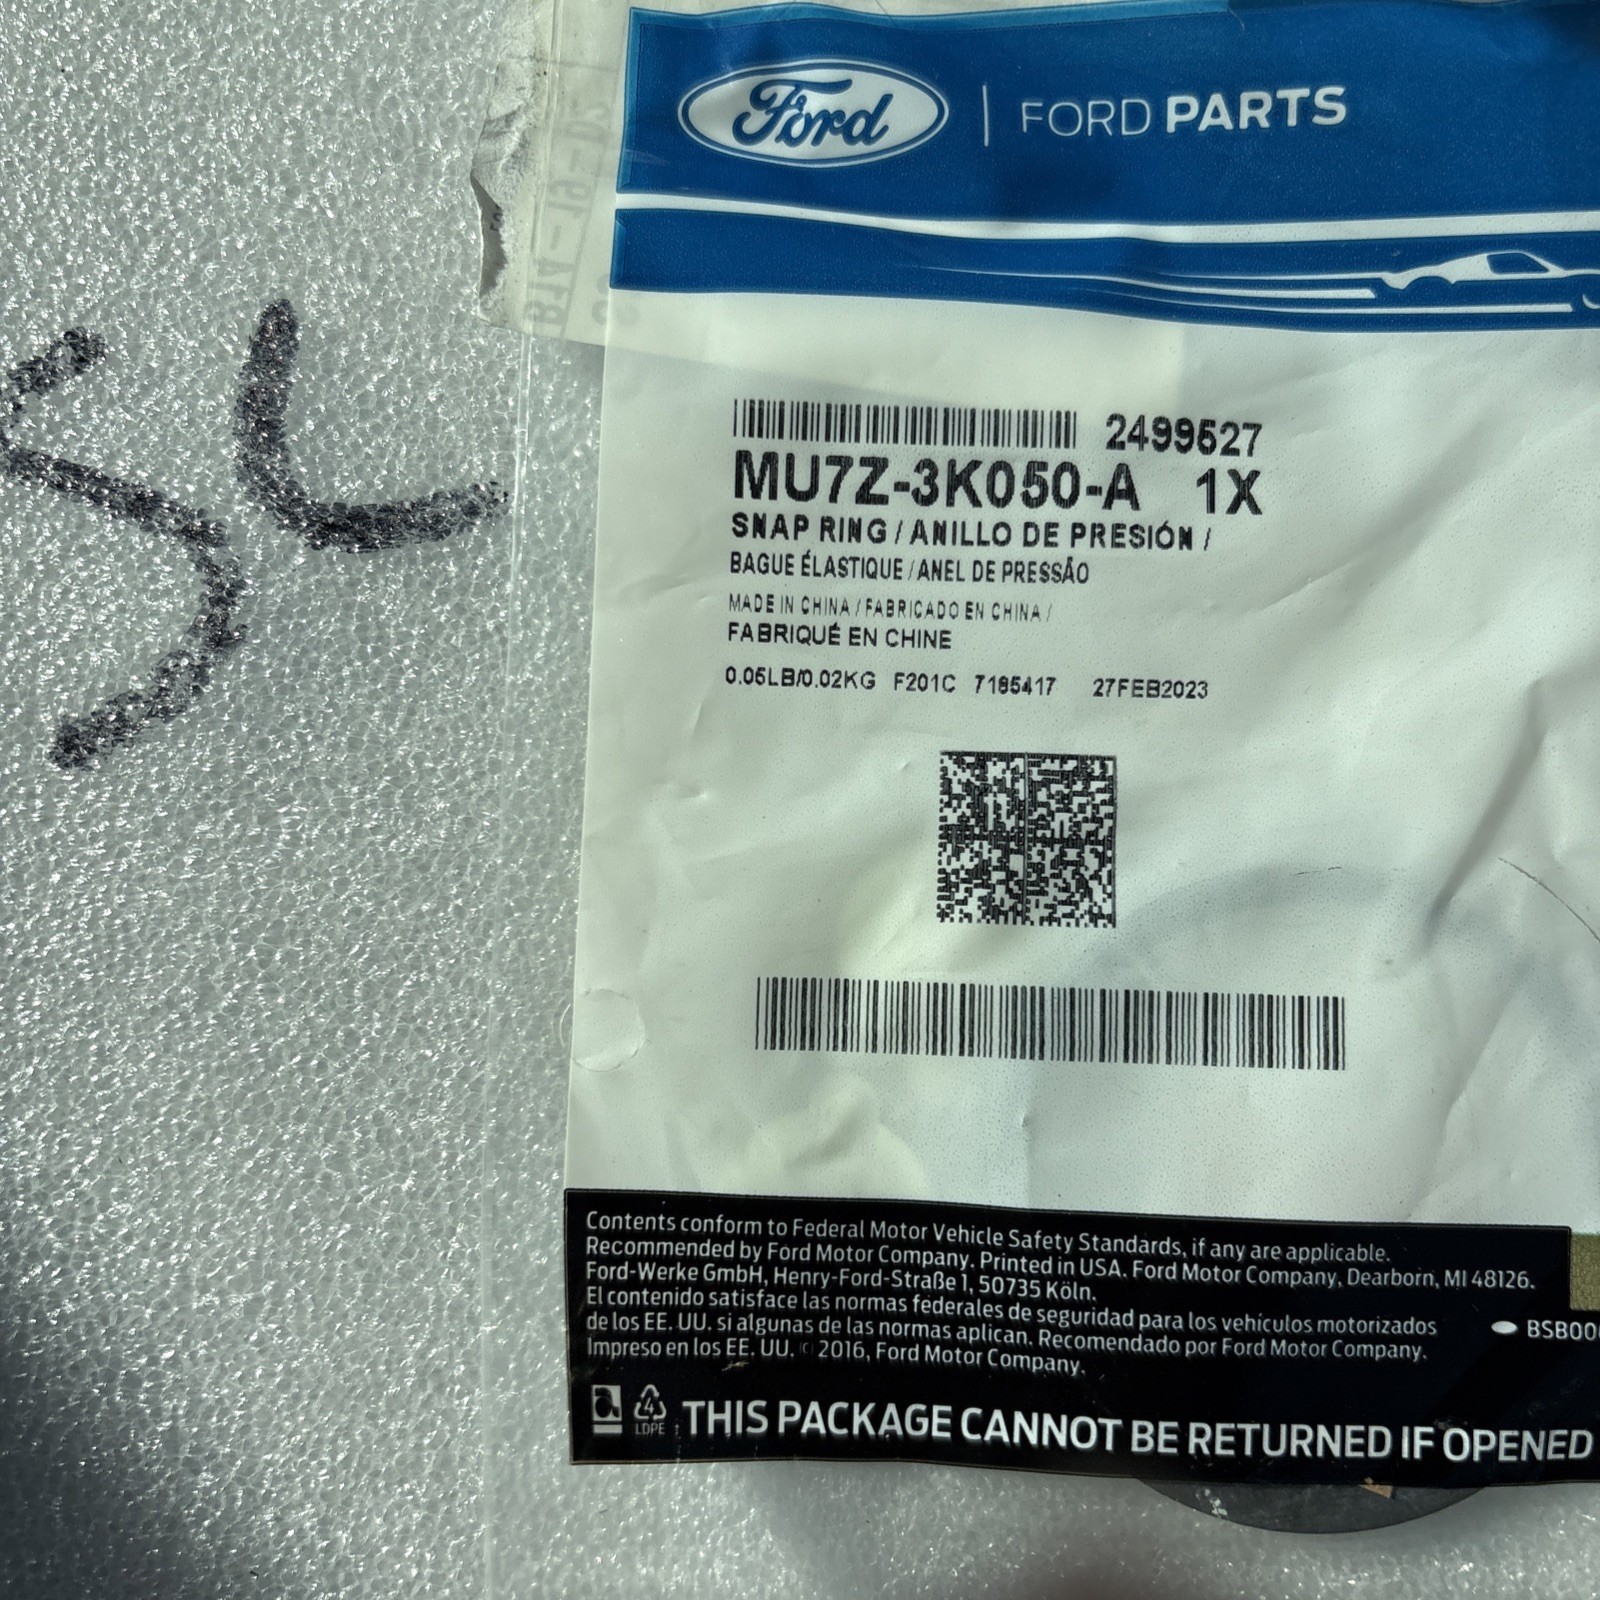 Ford | FORD PARTS
2499527
MU7Z-3K050-A 1X
SNAP RING / ANILLO DE PRESIÓN /
BAGUE ÉLASTIQUE / ANEL DE PRESSÃO
MADE IN CHINA / FABRICADO EN CHINA /
FABRIQUÉ EN CHINE
0.05LB/0.02KG F201C 7185417 27FEB2023
Contents conform to Federal Motor Vehicle Safety Standards, if any are applicable.
Recommended by Ford Motor Company. Printed in USA. Ford Motor Company, Dearborn, MI 48126.
Ford-Werke GmbH, Henry-Ford-Straße 1, 50735 Köln.
El contenido satisface las normas federales de seguridad para los vehículos motorizados
de los EE. UU. si algunas de las normas aplican. Recomendado por Ford Motor Company.
Impreso en los EE. UU. © 2016, Ford Motor Company.
4
LDPE
THIS PACKAGE CANNOT BE RETURNED IF OPENED